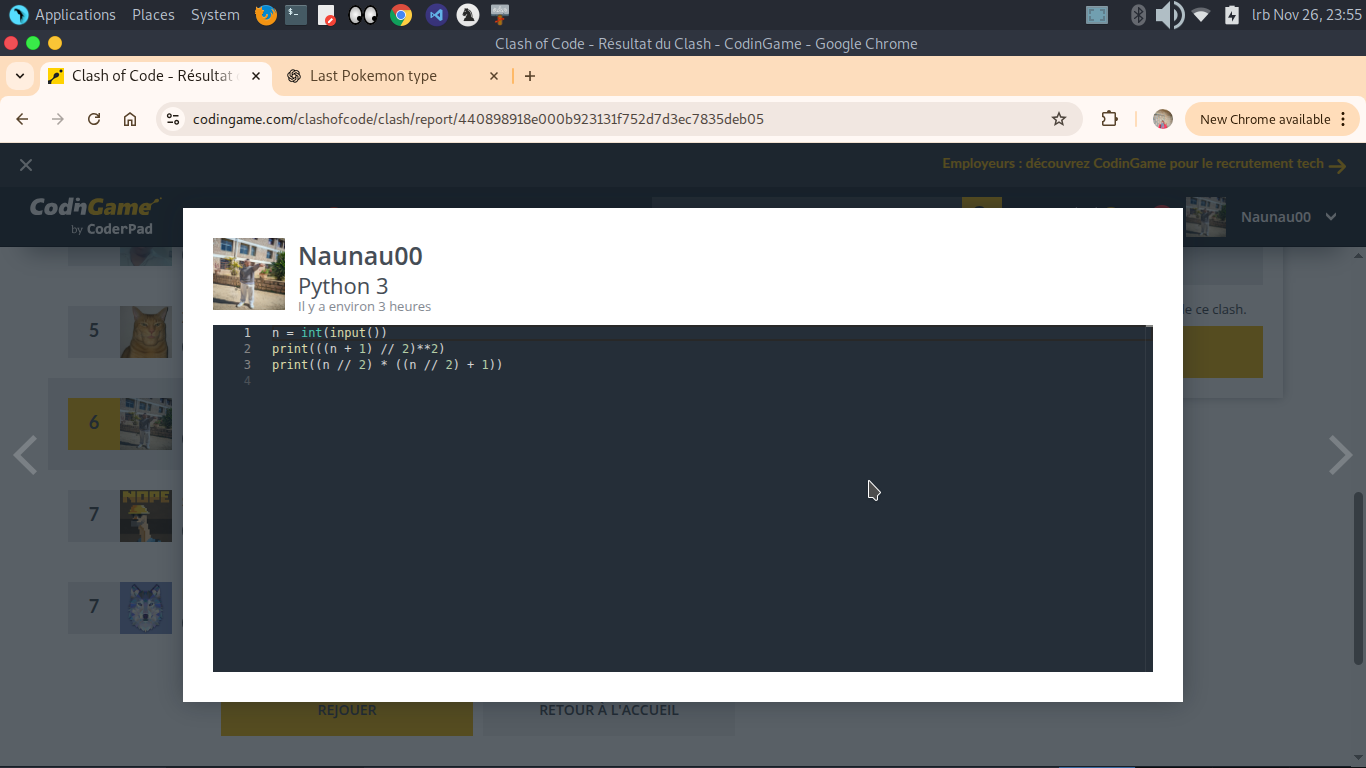 Applications Places System lrb Nov 26, 23:55
Clash of Code - Résultat du Clash - CodinGame - Google Chrome
Clash of Code - Résultat Last Pokemon type
codingame.com/clashofcode/clash/report/440898918e000b923131f752d7d3ec7835deb05 New Chrome available
Employeurs : découvrez CodinGame pour le recrutement tech
CodinGame
by CoderPad
Naunau00
Naunau00
Python 3
Il y a environ 3 heures
e ce clash.
5
6
NOPE
7
7
1 n = int(input())
2 print(((n + 1) // 2)**2)
3 print((n // 2) * ((n // 2) + 1))
4
REJOUER RETOUR À L'ACCUEIL